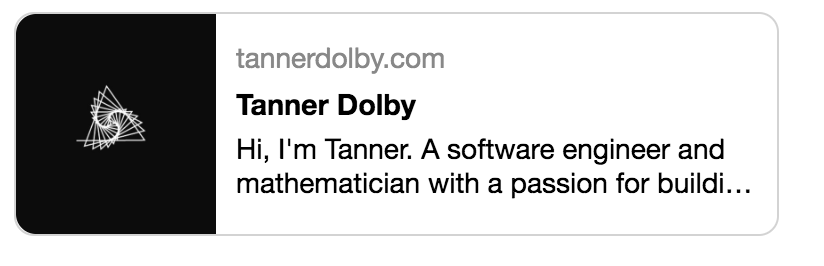 tannerdolby.com
Tanner Dolby
Hi, I'm Tanner. A software engineer and
mathematician with a passion for buildi…